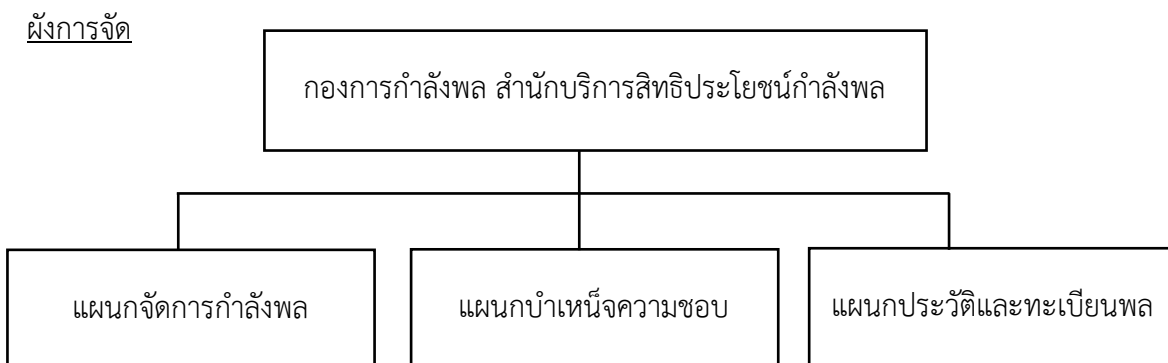 ผังการจัด
กองการกำลังพล สำนักบริการสิทธิประโยชน์กำลังพล
แผนกจัดการกำลังพล
แผนกบำเหน็จความชอบ
แผนกประวัติและทะเบียนพล